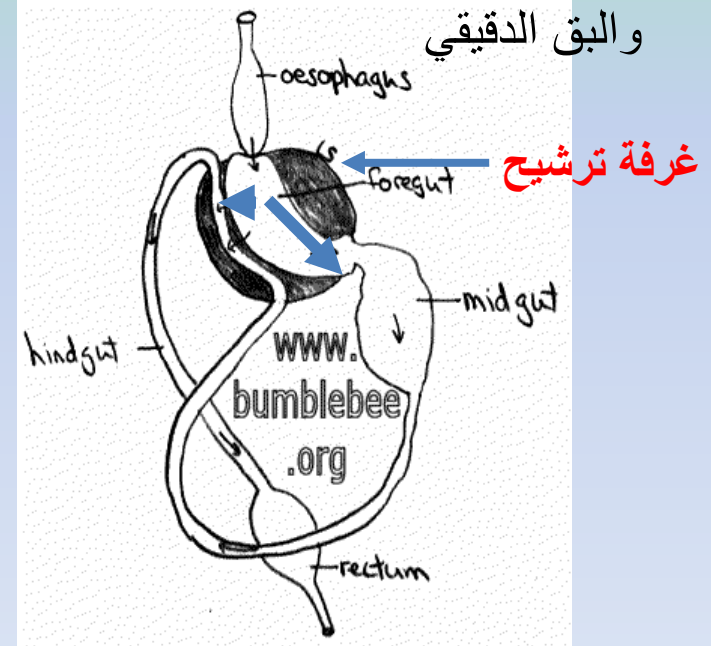 والبق الدقيقي
oesophagus
غرفة ترشيح
foregut
midgut
hindgut
www.
bumblebee
.org
rectum